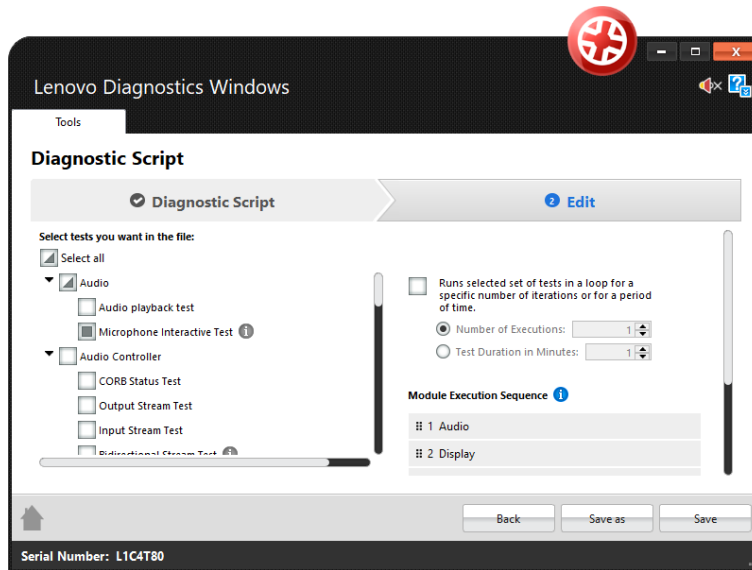 Lenovo Diagnostics Windows
Tools
Diagnostic Script
Diagnostic Script
2 Edit
Select tests you want in the file:
Select all
Audio
Audio playback test
Microphone Interactive Test
Audio Controller
CORB Status Test
Output Stream Test
Input Stream Test
Bidirectional Stream Test
Runs selected set of tests in a loop for a
specific number of iterations or for a period
of time.
Number of Executions: 1
Test Duration in Minutes: 1
Module Execution Sequence
1 Audio
2 Display
Back Save as Save
Serial Number: L1C4T80